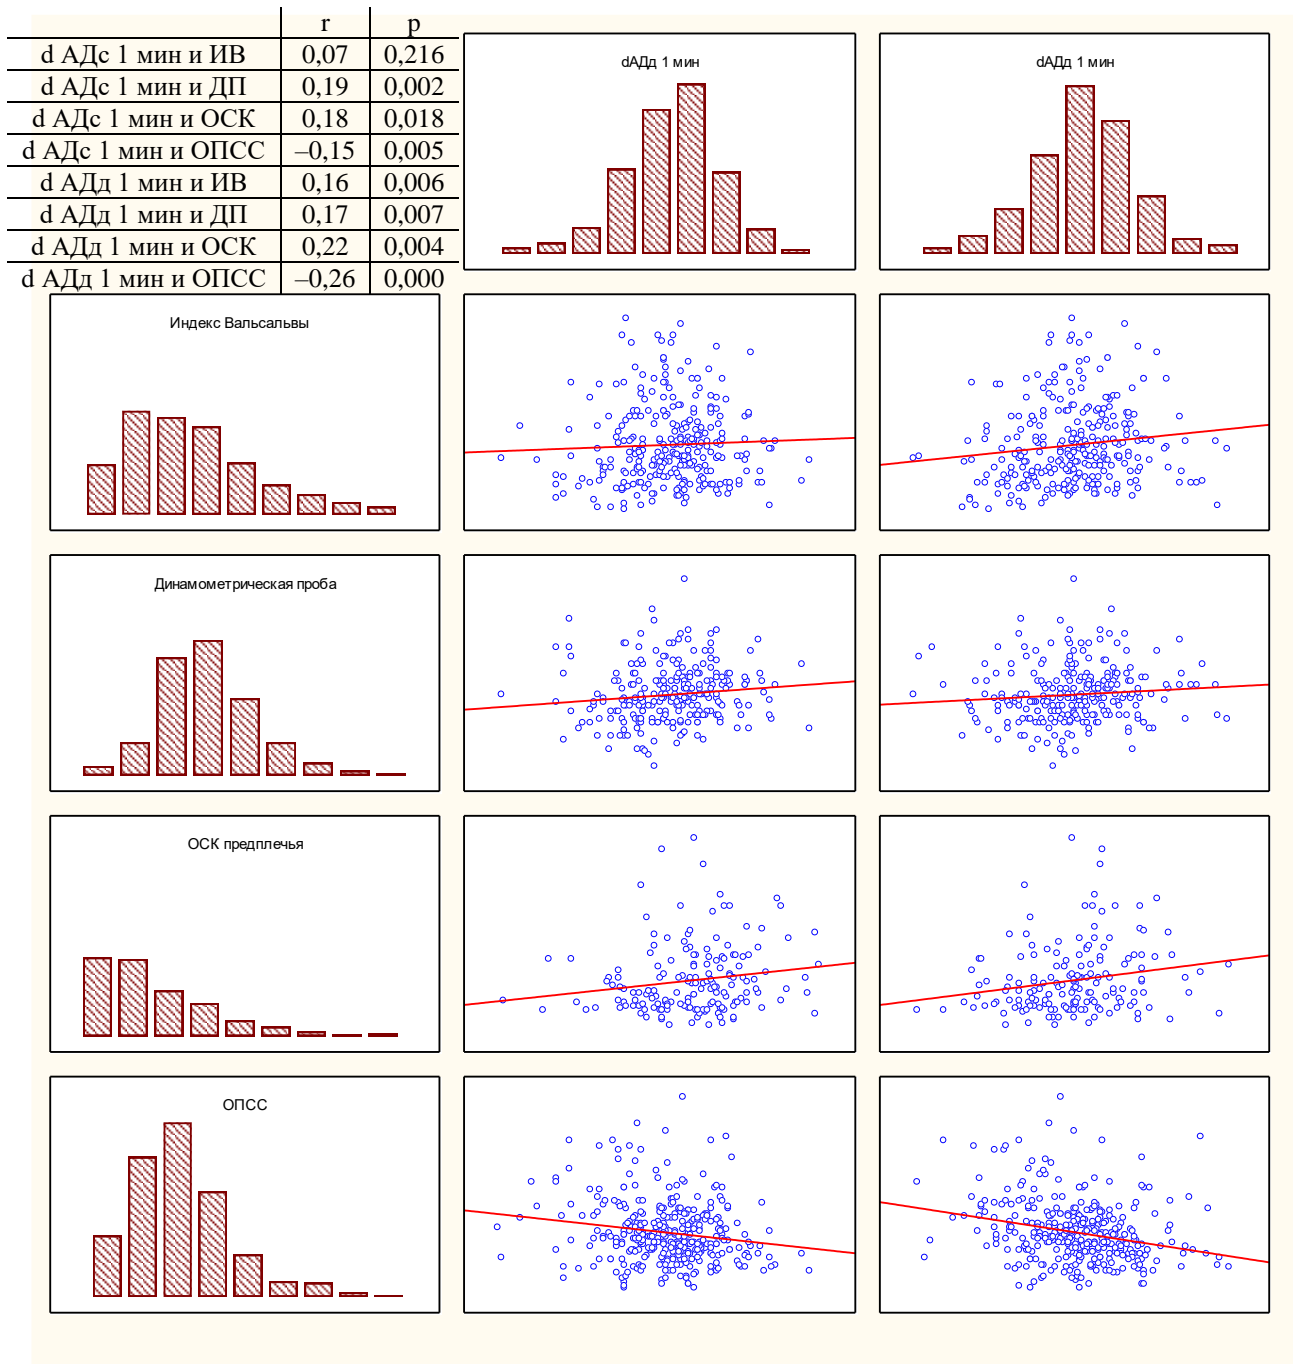 r p
d АДс 1 мин и ИВ 0,07 0,216
d АДс 1 мин и ДП 0,19 0,002
d АДс 1 мин и ОСК 0,18 0,018
d АДс 1 мин и ОПСС –0,15 0,005
d АДд 1 мин и ИВ 0,16 0,006
d АДд 1 мин и ДП 0,17 0,007
d АДд 1 мин и ОСК 0,22 0,004
d АДд 1 мин и ОПСС –0,26 0,000
dАДд 1 мин
dАДд 1 мин
Индекс Вальсальвы
Динамометрическая проба
ОСК предплечья
ОПСС